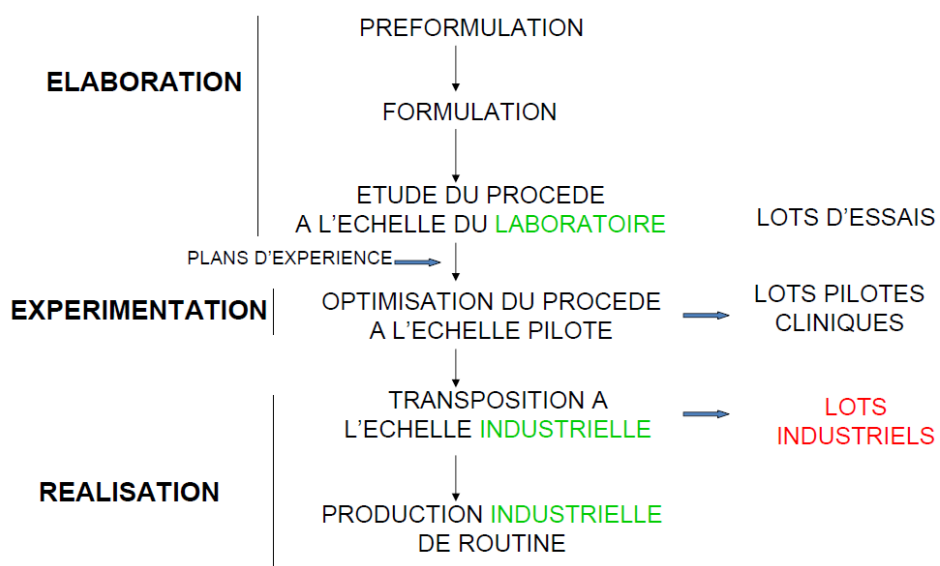 PREFORMULATION
ELABORATION
FORMULATION
ETUDE DU PROCEDE
A L'ECHELLE DU LABORATOIRE
LOTS D'ESSAIS
PLANS D'EXPERIENCE
EXPERIMENTATION
OPTIMISATION DU PROCEDE
A L'ECHELLE PILOTE
LOTS PILOTES
CLINIQUES
TRANSPOSITION A
L'ECHELLE INDUSTRIELLE
LOTS
INDUSTRIELS
REALISATION
PRODUCTION INDUSTRIELLE
DE ROUTINE